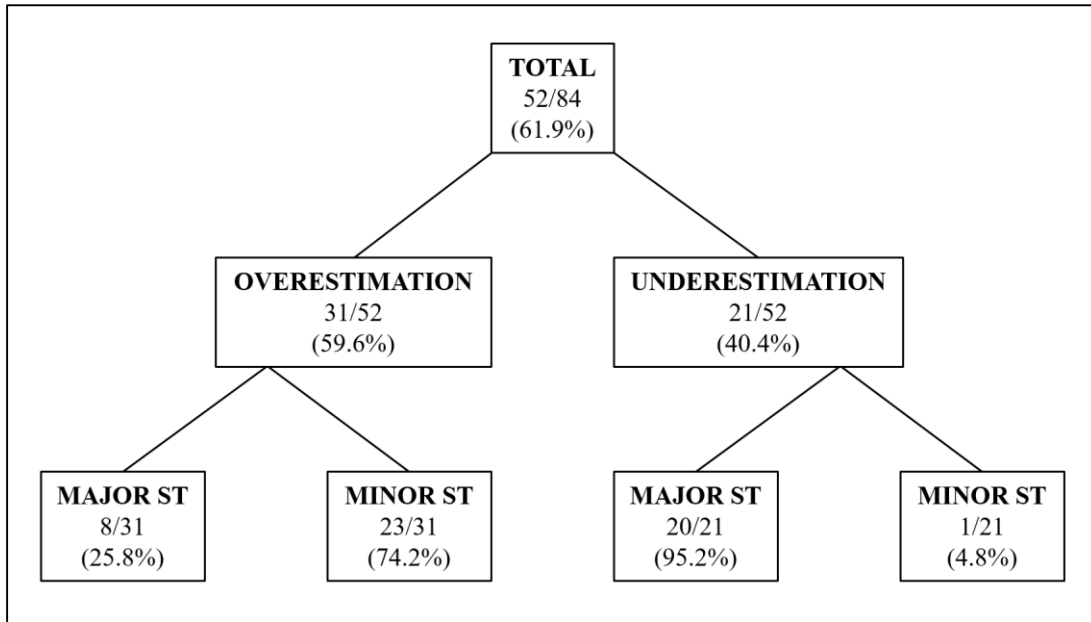 TOTAL
52/84
(61.9%)
OVERESTIMATION
31/52
(59.6%)
UNDERESTIMATION
21/52
(40.4%)
MAJOR ST
8/31
(25.8%)
MINOR ST
23/31
(74.2%)
MAJOR ST
20/21
(95.2%)
MINOR ST
1/21
(4.8%)